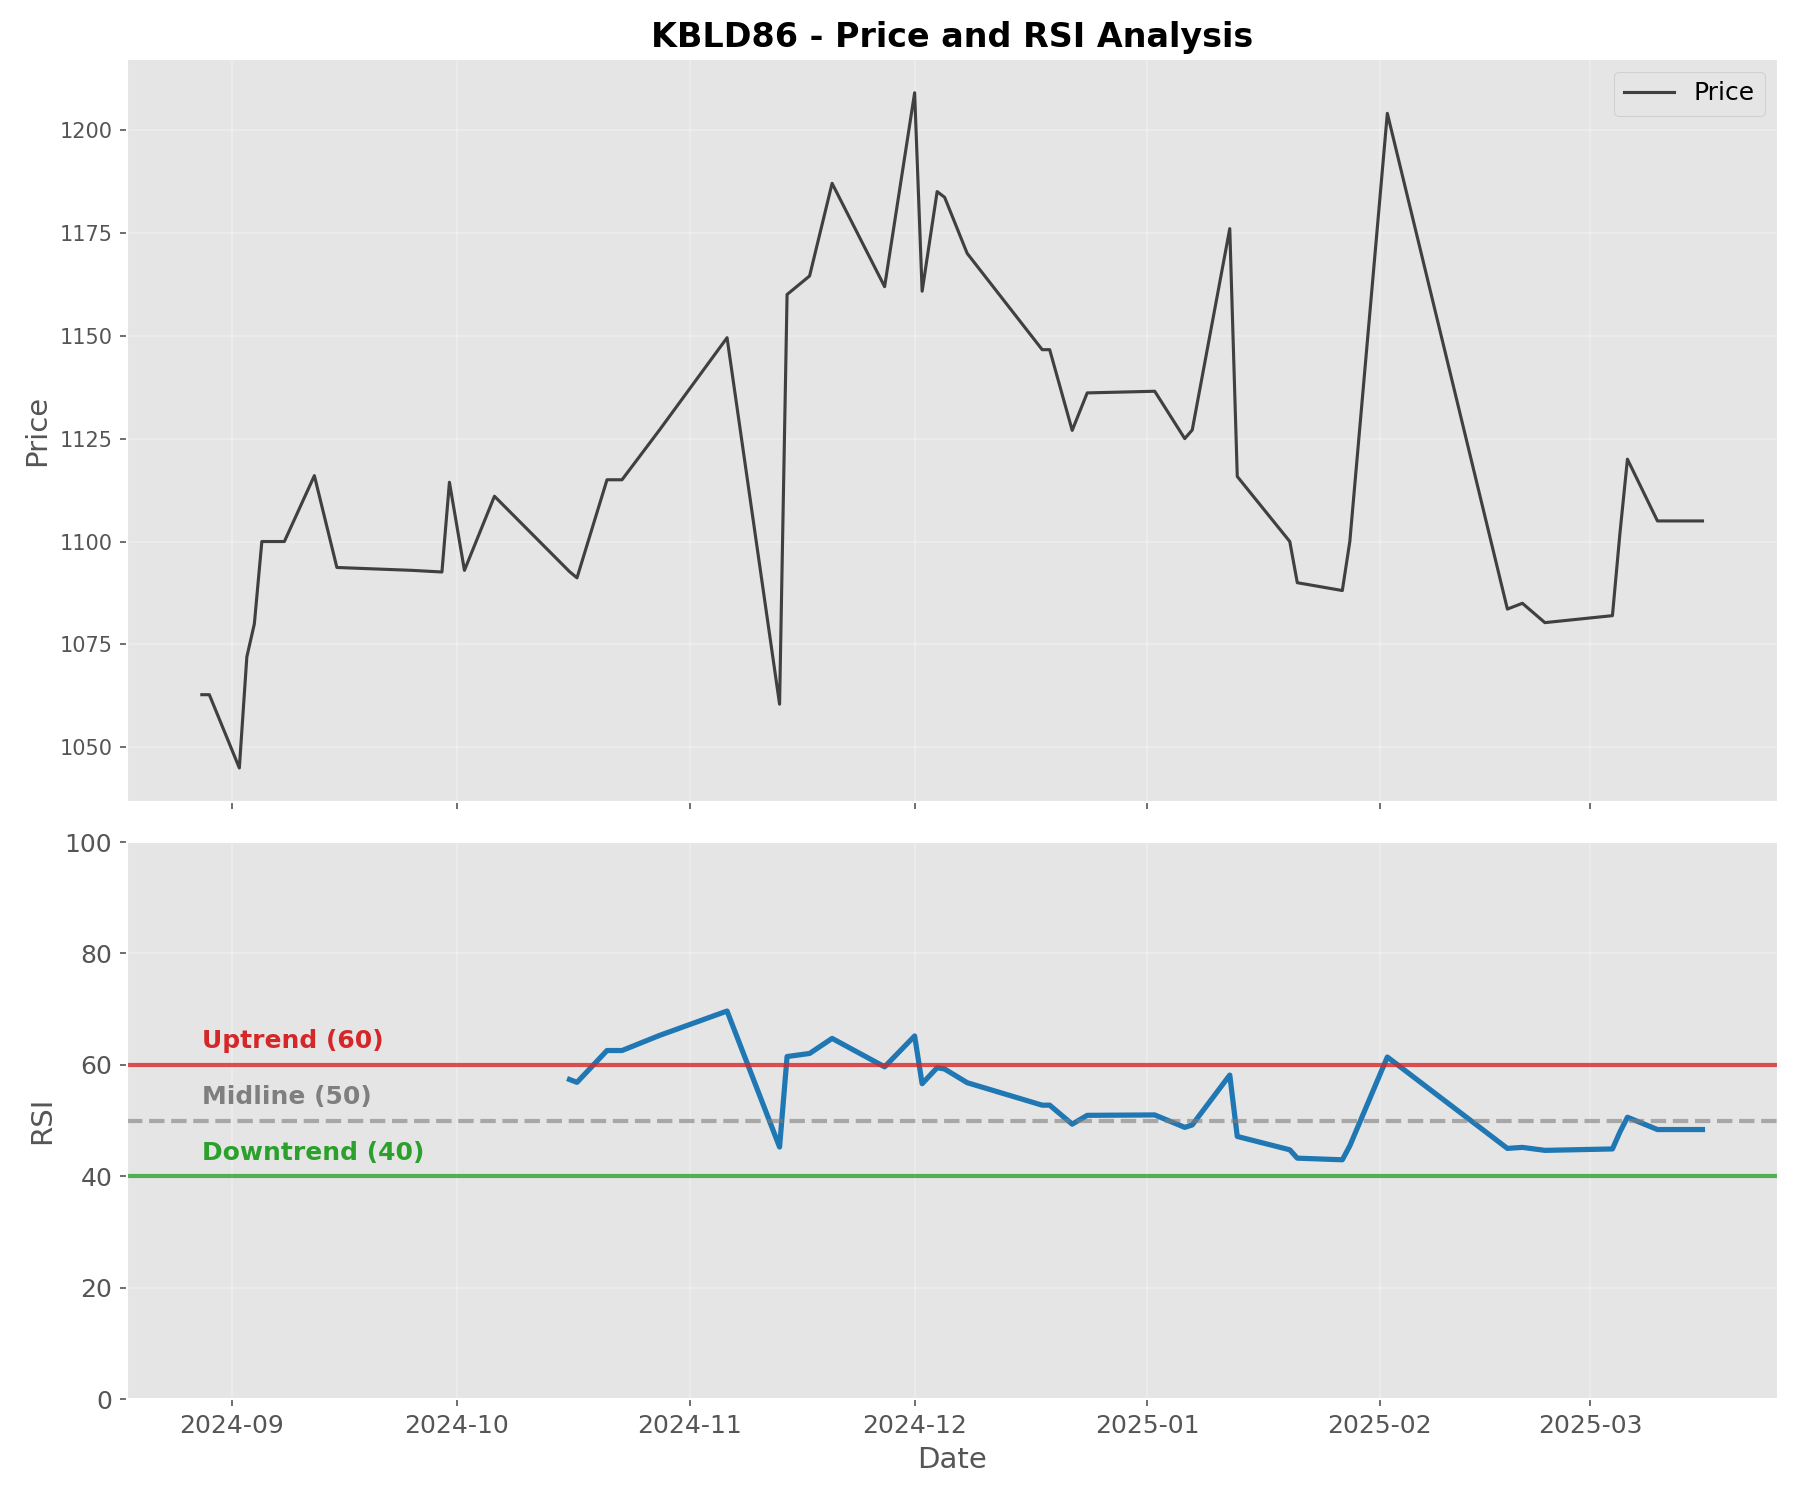 KBLD86 - Price and RSI Analysis
Price
1200
1175
1150
1125
1100
1075
1050
Price
100
80
60
40
20
0
RSI
Uptrend (60)
Midline (50)
Downtrend (40)
2024-09
2024-10
2024-11
2024-12
2025-01
2025-02
2025-03
Date